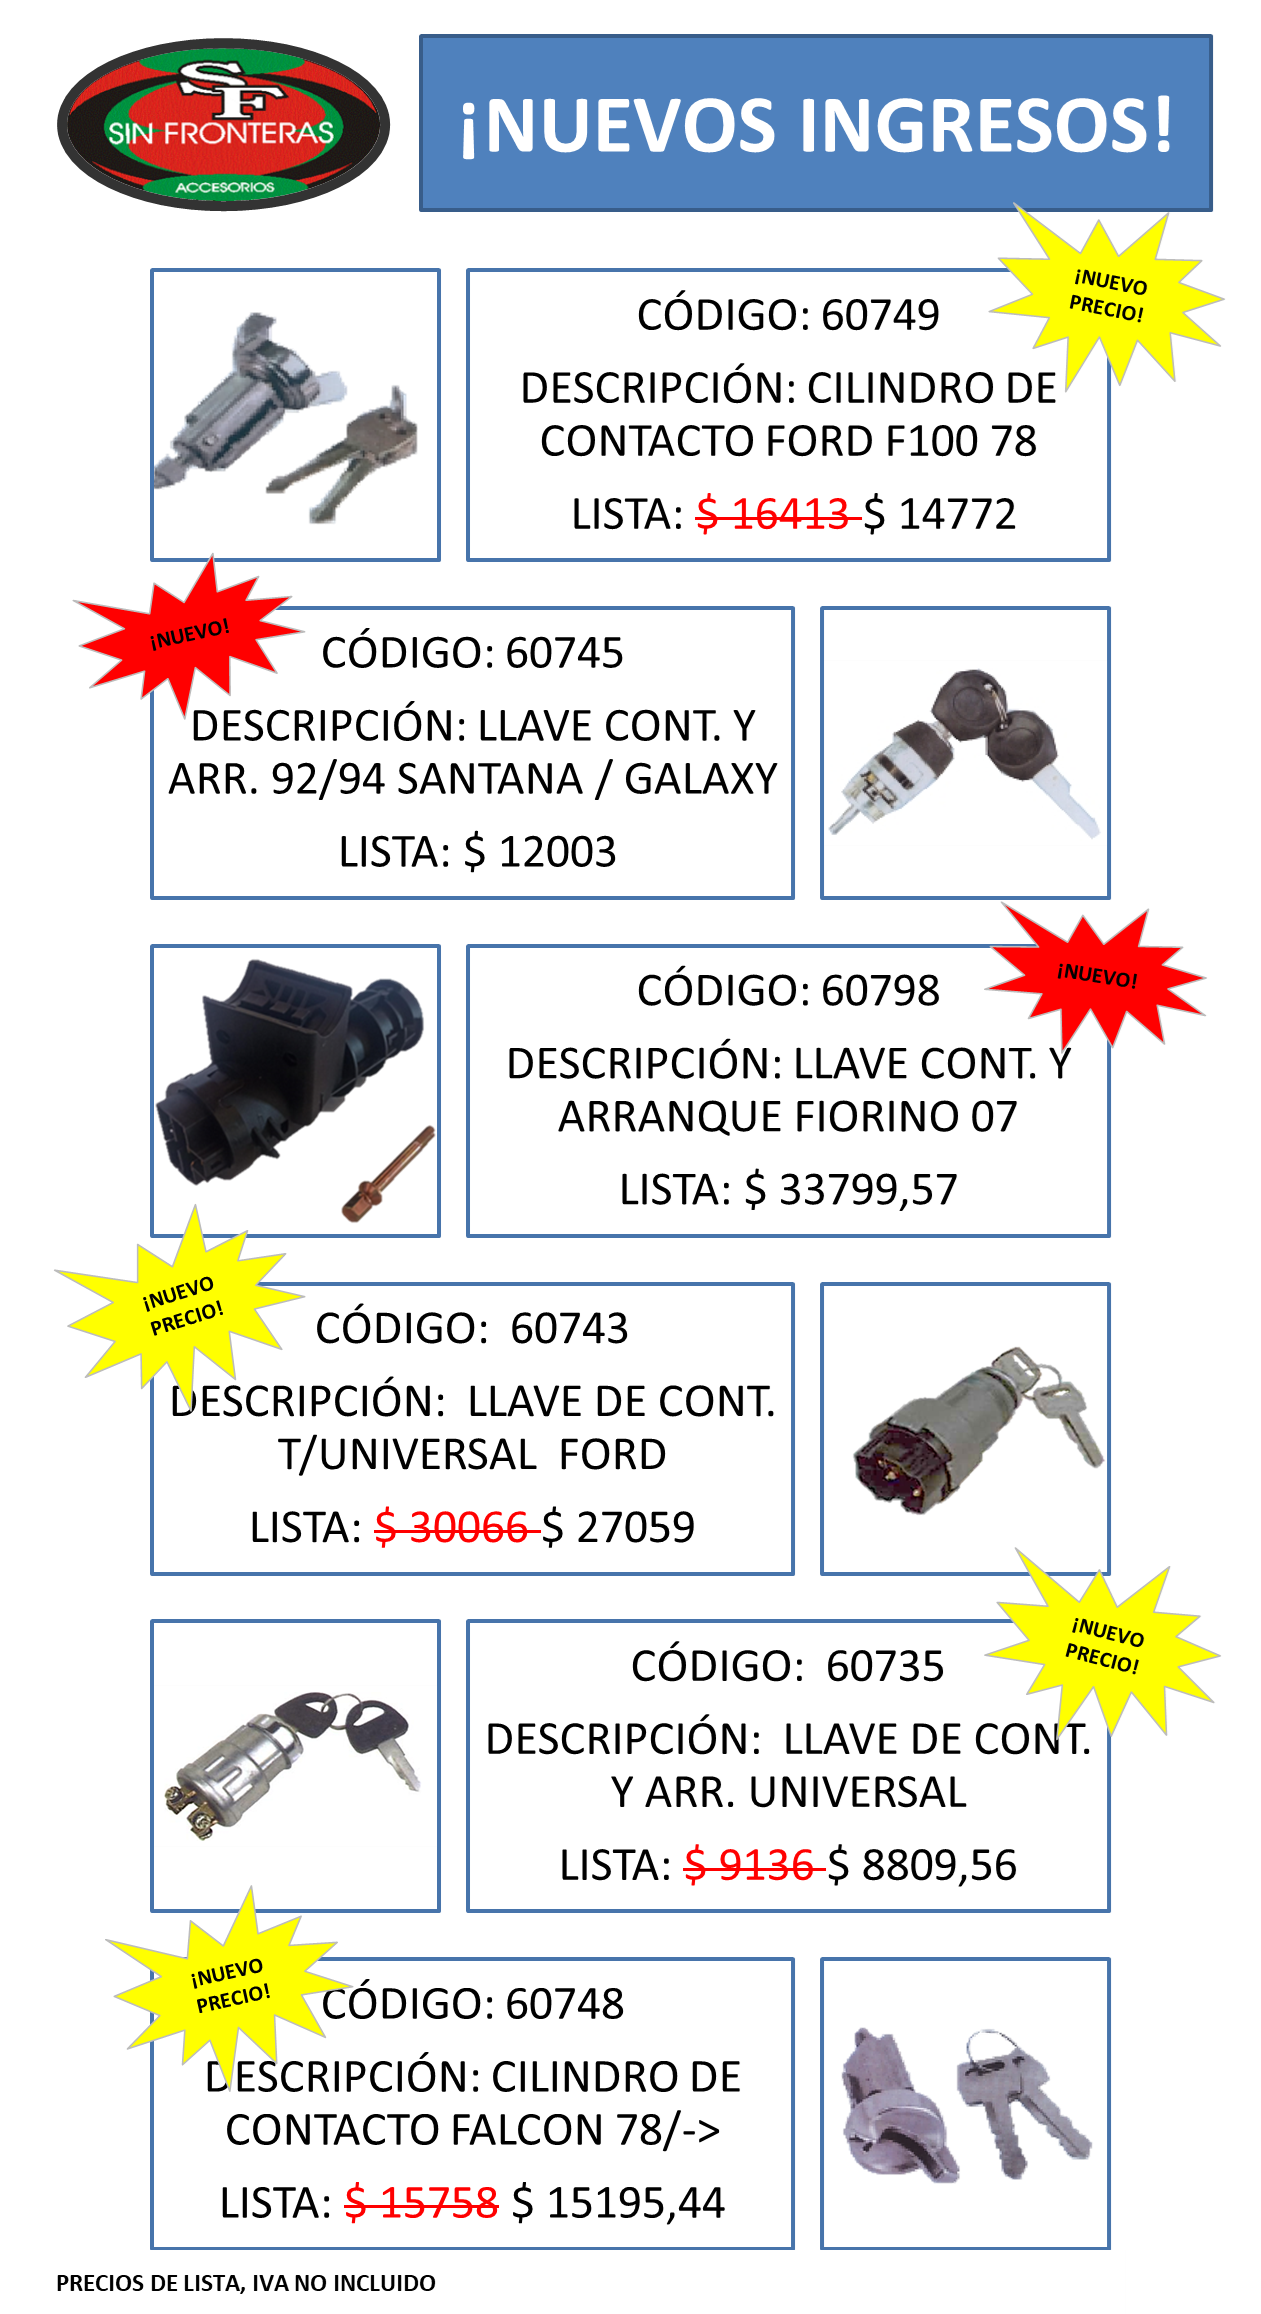 SF
SIN FRONTERAS
ACCESORIOS
¡NUEVOS INGRESOS!
¡NUEVO
PRECIO!
CÓDIGO: 60749
DESCRIPCIÓN: CILINDRO DE
CONTACTO FORD F100 78
LISTA: $ 16413 $ 14772
¡NUEVO!
CÓDIGO: 60745
DESCRIPCIÓN: LLAVE CONT. Y
ARR. 92/94 SANTANA / GALAXY
LISTA: $ 12003
¡NUEVO!
CÓDIGO: 60798
DESCRIPCIÓN: LLAVE CONT. Y
ARRANQUE FIORINO 07
LISTA: $ 33799,57
¡NUEVO
PRECIO!
CÓDIGO:  60743
DESCRIPCIÓN:  LLAVE DE CONT.
T/UNIVERSAL  FORD
LISTA: $ 30066 $ 27059
¡NUEVO
PRECIO!
CÓDIGO:  60735
DESCRIPCIÓN:  LLAVE DE CONT.
Y ARR. UNIVERSAL
LISTA: $ 9136 $ 8809,56
¡NUEVO
PRECIO!
CÓDIGO: 60748
DESCRIPCIÓN: CILINDRO DE
CONTACTO FALCON 78/->
LISTA: $ 15758 $ 15195,44
PRECIOS DE LISTA, IVA NO INCLUIDO